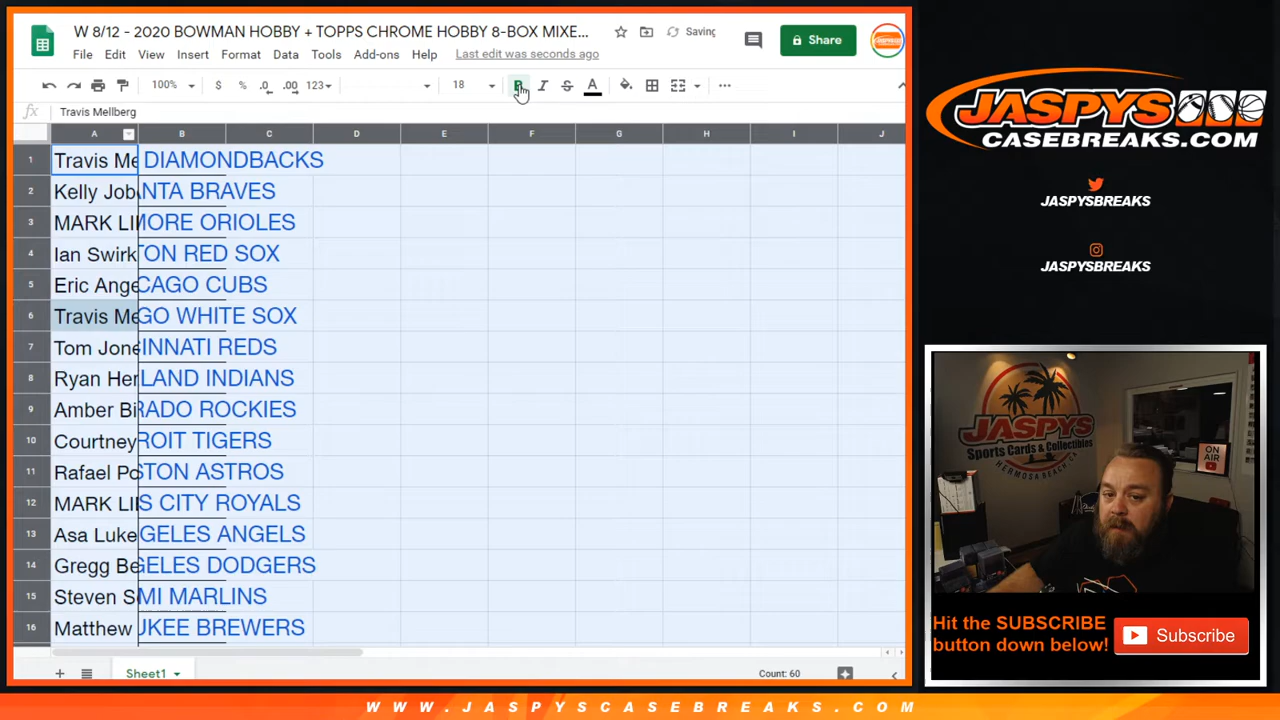 W 8/12 - 2020 BOWMAN HOBBY + TOPPS CHROME HOBBY 8-BOX MIXE...
Saving
Share
File Edit View Insert Format Data Tools Add-ons Help Last edit was seconds ago
100% $ % .0 .00 123 18 B I S A
fx Travis Mellberg
A B C D E F G H I J
1 Travis Me DIAMONDBACKS
2 Kelly Job NTA BRAVES
3 MARK LI MORE ORIOLES
4 Ian Swirk TON RED SOX
5 Eric Ange CAGO CUBS
6 Travis Me GO WHITE SOX
7 Tom Jone INNATI REDS
8 Ryan Her LAND INDIANS
9 Amber Bi RADO ROCKIES
10 Courtney ROIT TIGERS
11 Rafael Po STON ASTROS
12 MARK LI S CITY ROYALS
13 Asa Luke GELES ANGELS
14 Gregg Be GELES DODGERS
15 Steven S MI MARLINS
16 Matthew UKEE BREWERS
Sheet1
Count: 60
JASPYS
CASEBREAKS.COM
JASPYSBREAKS
JASPYSBREAKS
JASPYS
Sports Cards & Collectibles
HERMOSA BEACH, CA
ON
AIR
Hit the SUBSCRIBE
button down below!
Subscribe
WWW.JASPYSCASEBREAKS.COM